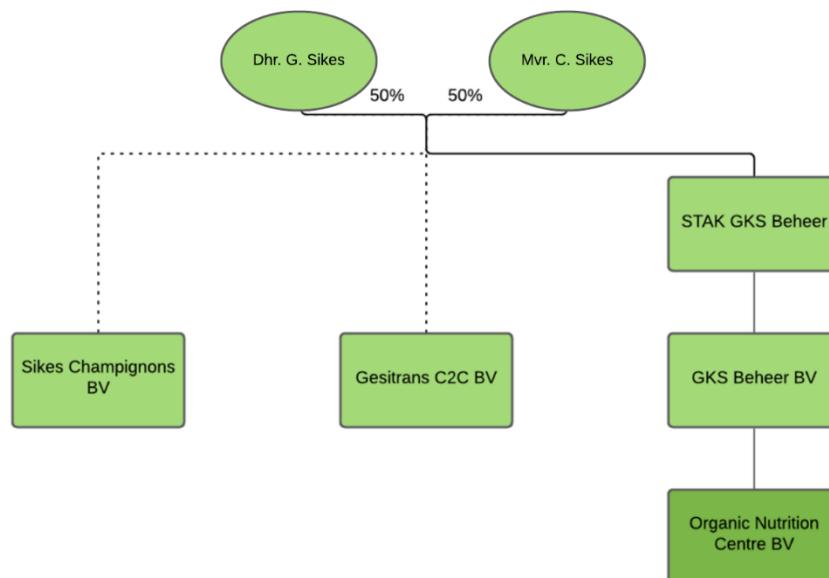 Dhr. G. Sikes
Mvr. C. Sikes
50%
50%
STAK GKS Beheer
Sikes Champignons
BV
Gesitrans C2C BV
GKS Beheer BV
Organic Nutrition
Centre BV